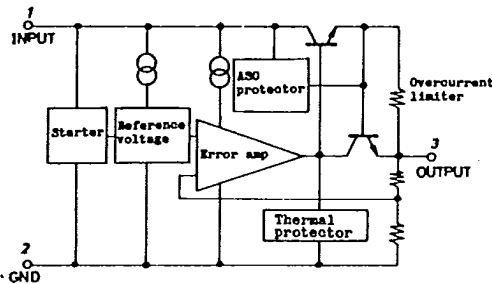 1
INPUT
ASO
protector
Overcurrent
limiter
Starter
Reference
voltage
Error amp
3
OUTPUT
Thermal
protector
2
GND